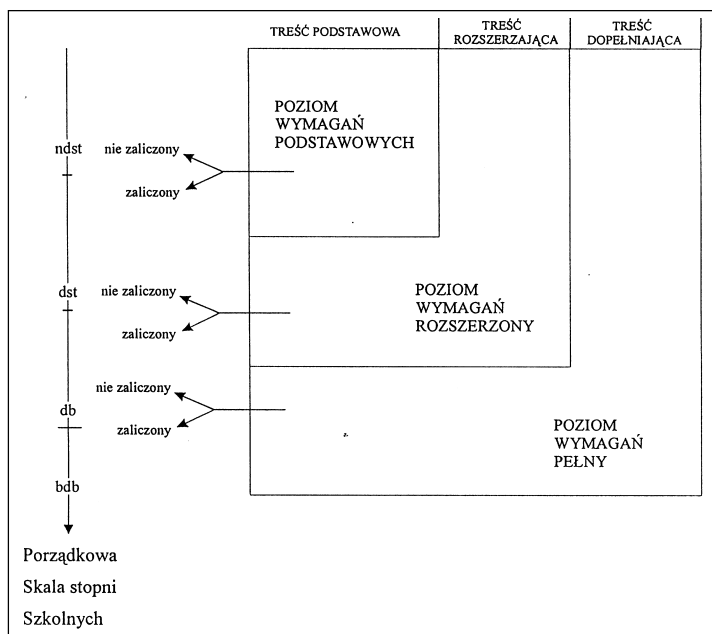 TREŚĆ PODSTAWOWA
TREŚĆ
ROZSZERZAJĄCA
TREŚĆ
DOPEŁNIAJĄCA
POZIOM
WYMAGAŃ
PODSTAWOWYCH
ndst
nie zaliczony
zaliczony
dst
nie zaliczony
zaliczony
POZIOM
WYMAGAŃ
ROZSZERZONY
db
nie zaliczony
zaliczony
POZIOM
WYMAGAŃ
PEŁNY
bdb
Porządkowa
Skala stopni
Szkolnych